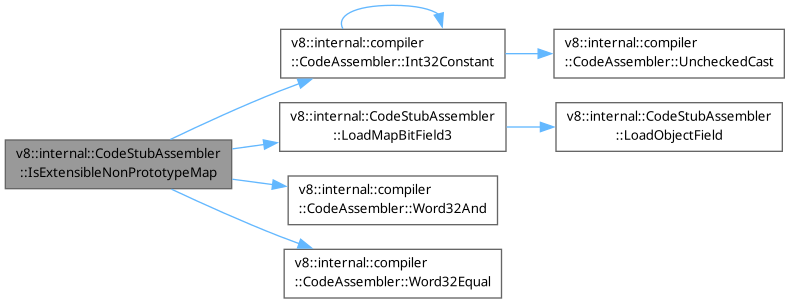 v8::internal::CodeStubAssembler
::IsExtensibleNonPrototypeMap
v8::internal::compiler
::CodeAssembler::Int32Constant
v8::internal::compiler
::CodeAssembler::UncheckedCast
v8::internal::CodeStubAssembler
::LoadMapBitField3
v8::internal::CodeStubAssembler
::LoadObjectField
v8::internal::compiler
::CodeAssembler::Word32And
v8::internal::compiler
::CodeAssembler::Word32Equal